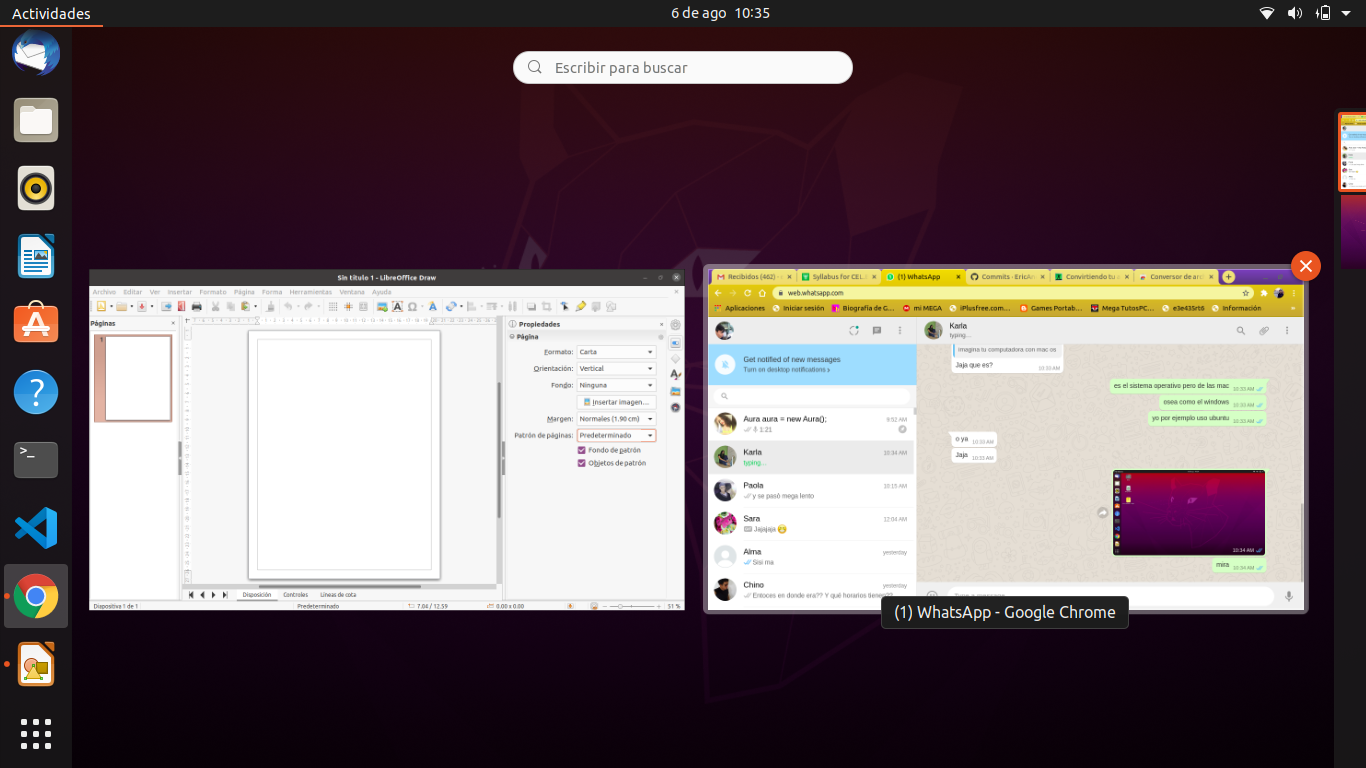 Actividades
6 de ago 10:35
Escribir para buscar
Sin título 1 - LibreOffice Draw
Archivo Editar Ver Insertar Formato Página Forma Herramientas Ventana Ayuda
Páginas
1
Propiedades
Página
Formato: Carta
Orientación: Vertical
Fondo: Ninguna
Insertar imagen...
Margen: Normales (1.90 cm)
Patrón de páginas: Predeterminado
Fondo de patrón
Objetos de patrón
Disposición Controles Líneas de cota
Diapositiva 1 de 1 Predeterminado 7.04 / 12.59 0.00 x 0.00 51 %
Recibidos (462) Syllabus for CEL (1) WhatsApp Commits - EricAn Convirtiendo tu Conversor de arc
web.whatsapp.com
Aplicaciones Iniciar sesión Biografía de G... mi MEGA iPlusfree.com... Games Portab... Mega TutosPC... e3e43srt6 Información
Karla
typing...
Get notified of new messages
Turn on desktop notifications
Aura aura = new Aura(); 9:52 AM
1:21
Karla 10:34 AM
typing...
Paola 10:15 AM
y se pasó mega lento
Sara 12:04 AM
Jajajaja
Alma yesterday
Sisi ma
Chino yesterday
Entoces en donde era?? Y qué horarios tienen??
imagina tu computadora con mac os
Jaja que es? 10:33 AM
es el sistema operativo pero de las mac 10:33 AM
osea como el windows 10:33 AM
yo por ejemplo uso ubuntu 10:33 AM
o ya 10:33 AM
Jaja 10:33 AM
10:34 AM
mira 10:34 AM
(1) WhatsApp - Google Chrome